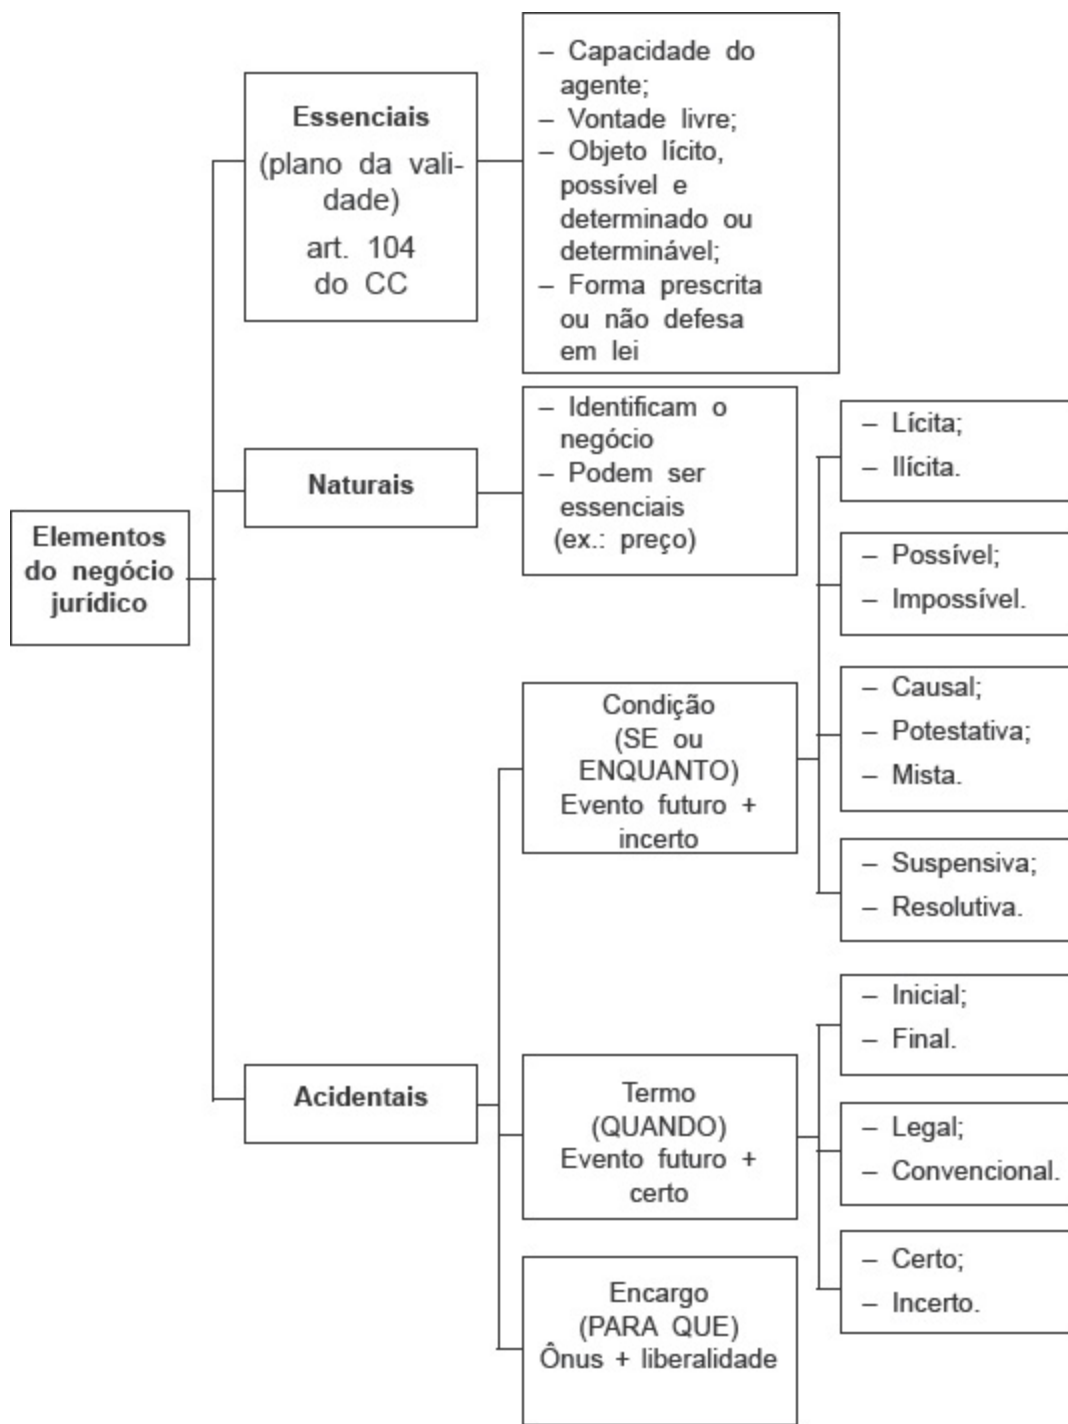 Elementos
do negócio
jurídico
Essenciais
(plano da vali-
dade)
art. 104
do CC
– Capacidade do
agente;
– Vontade livre;
– Objeto lícito,
possível e
determinado ou
determinável;
– Forma prescrita
ou não defesa
em lei
Naturais
– Identificam o
negócio
– Podem ser
essenciais
(ex.: preço)
Acidentais
Condição
(SE ou
ENQUANTO)
Evento futuro +
incerto
– Lícita;
– Ilícita.
– Possível;
– Impossível.
– Causal;
– Potestativa;
– Mista.
– Suspensiva;
– Resolutiva.
Termo
(QUANDO)
Evento futuro +
certo
– Inicial;
– Final.
– Legal;
– Convencional.
– Certo;
– Incerto.
Encargo
(PARA QUE)
Ônus + liberalidade